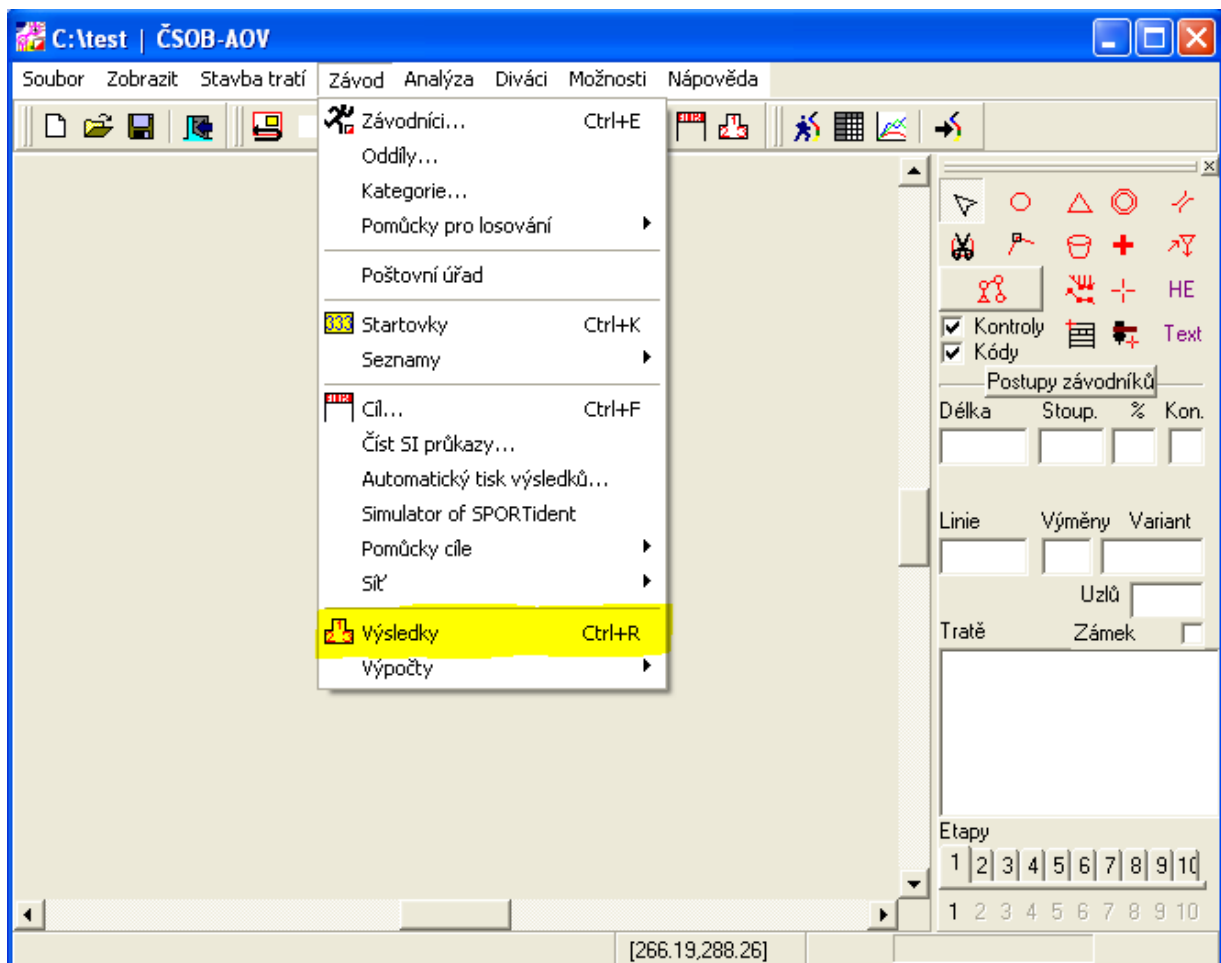 C:\test | ČSOB-AOV
Soubor Zobrazit Stavba tratí Závod Analýza Diváci Možnosti Nápověda
Závodníci... Ctrl+E
Oddíly...
Kategorie...
Pomůcky pro losování
Poštovní úřad
333 Startovky Ctrl+K
Seznamy
Cíl... Ctrl+F
Číst SI průkazy...
Automatický tisk výsledků...
Simulator of SPORTident
Pomůcky cíle
Síť
Výsledky Ctrl+R
Výpočty
HE
Kontroly
Kódy
Text
Postupy závodníků
Délka Stoup. % Kon.
Linie Výměny Variant
Uzlů
Tratě Zámek
Etapy
1 2 3 4 5 6 7 8 9 10
1 2 3 4 5 6 7 8 9 10
[266.19,288.26]